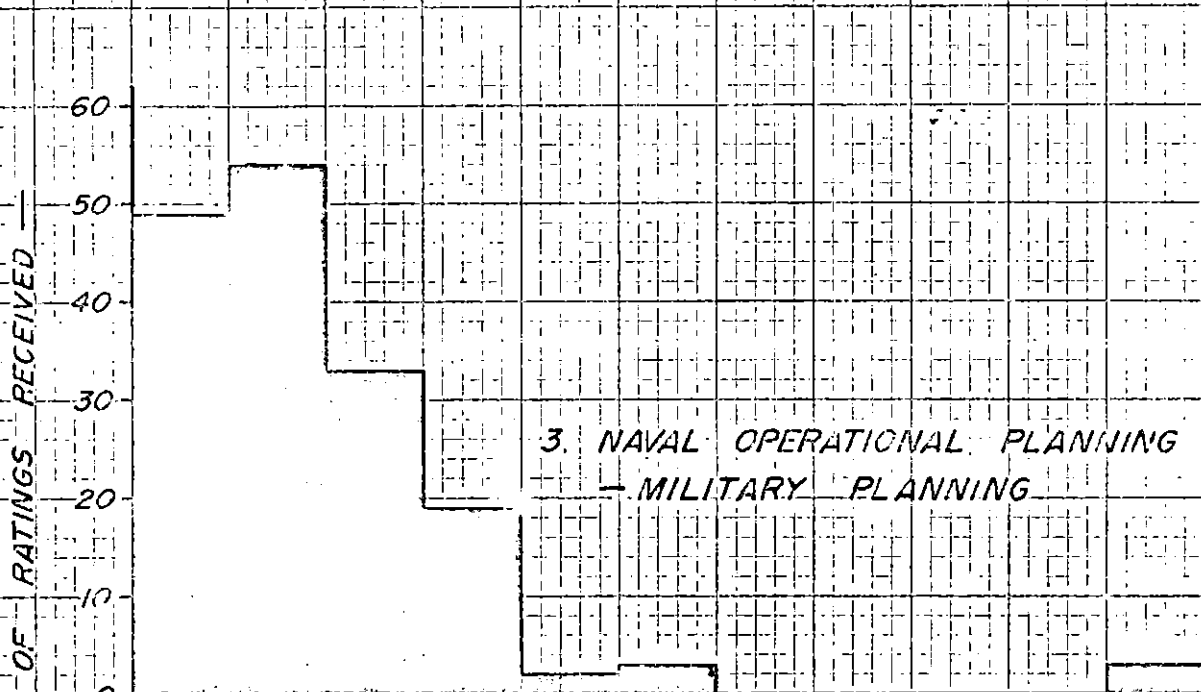 60
50
40
30
20
10
0
OF RATINGS RECEIVED —
3. NAVAL OPERATIONAL PLANNING
— MILITARY PLANNING